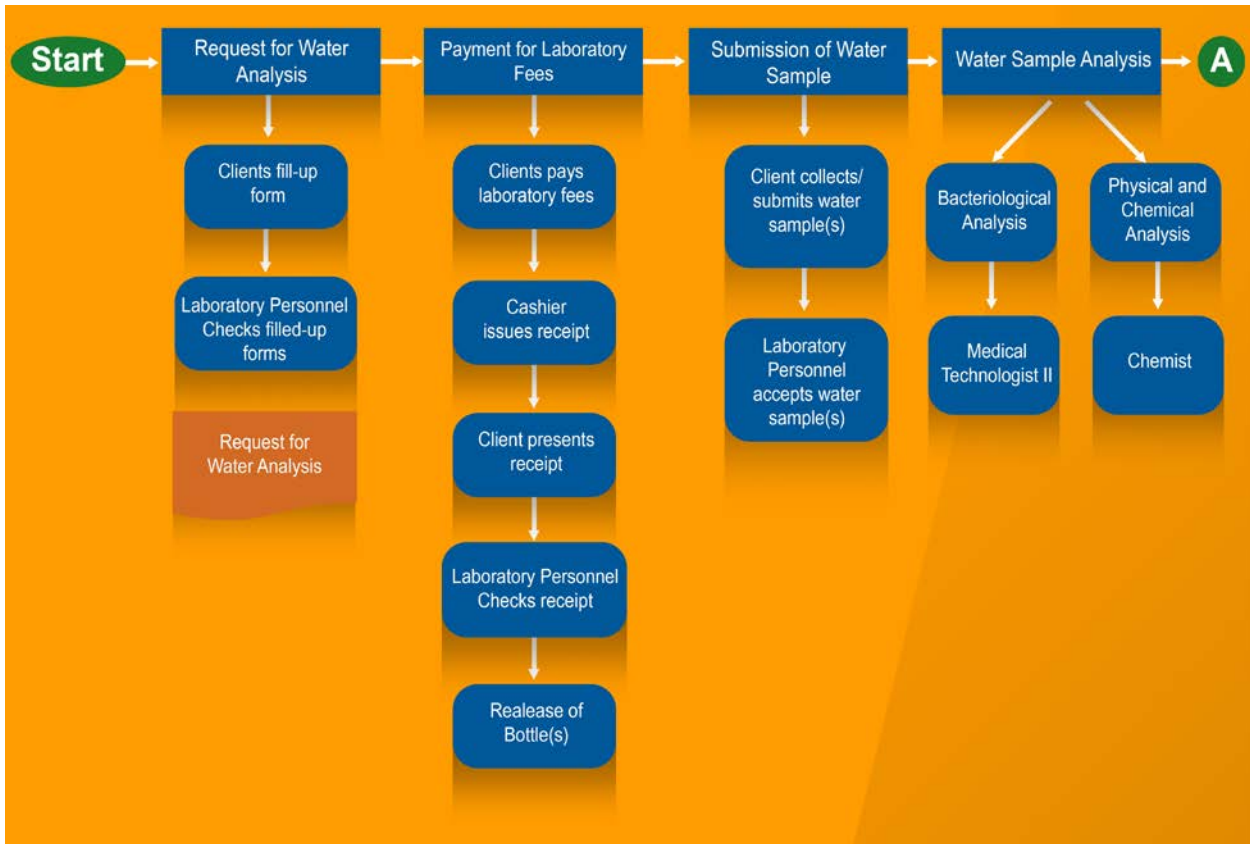 Start
Request for Water
Analysis
Payment for Laboratory
Fees
Submission of Water
Sample
Water Sample Analysis
A
Clients fill-up
form
Laboratory Personnel
Checks filled-up
forms
Request for
Water Analysis
Clients pays
laboratory fees
Cashier
issues receipt
Client presents
receipt
Laboratory Personnel
Checks receipt
Realease of
Bottle(s)
Client collects/
submits water
sample(s)
Laboratory
Personnel
accepts water
sample(s)
Bacteriological
Analysis
Medical
Technologist II
Physical and
Chemical
Analysis
Chemist